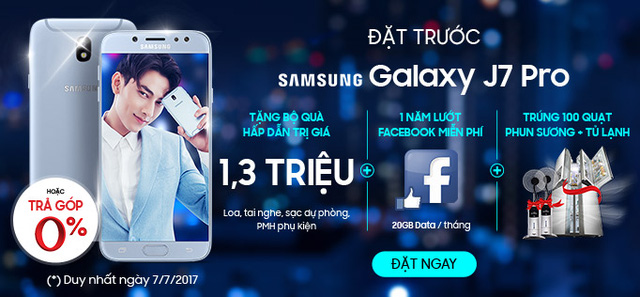 ĐẶT TRƯỚC
SAMSUNG Galaxy J7 Pro
SAMSUNG
TẶNG BỘ QUÀ
HẤP DẪN TRỊ GIÁ
1,3 TRIỆU
Loa, tai nghe, sạc dự phòng,
PMH phụ kiện
+
1 NĂM LƯỚT
FACEBOOK MIỄN PHÍ
f
20GB Data / tháng
+
TRÚNG 100 QUẠT
PHUN SƯƠNG + TỦ LẠNH
HOẶC
TRẢ GÓP
0%
(*) Duy nhất ngày 7/7/2017
ĐẶT NGAY